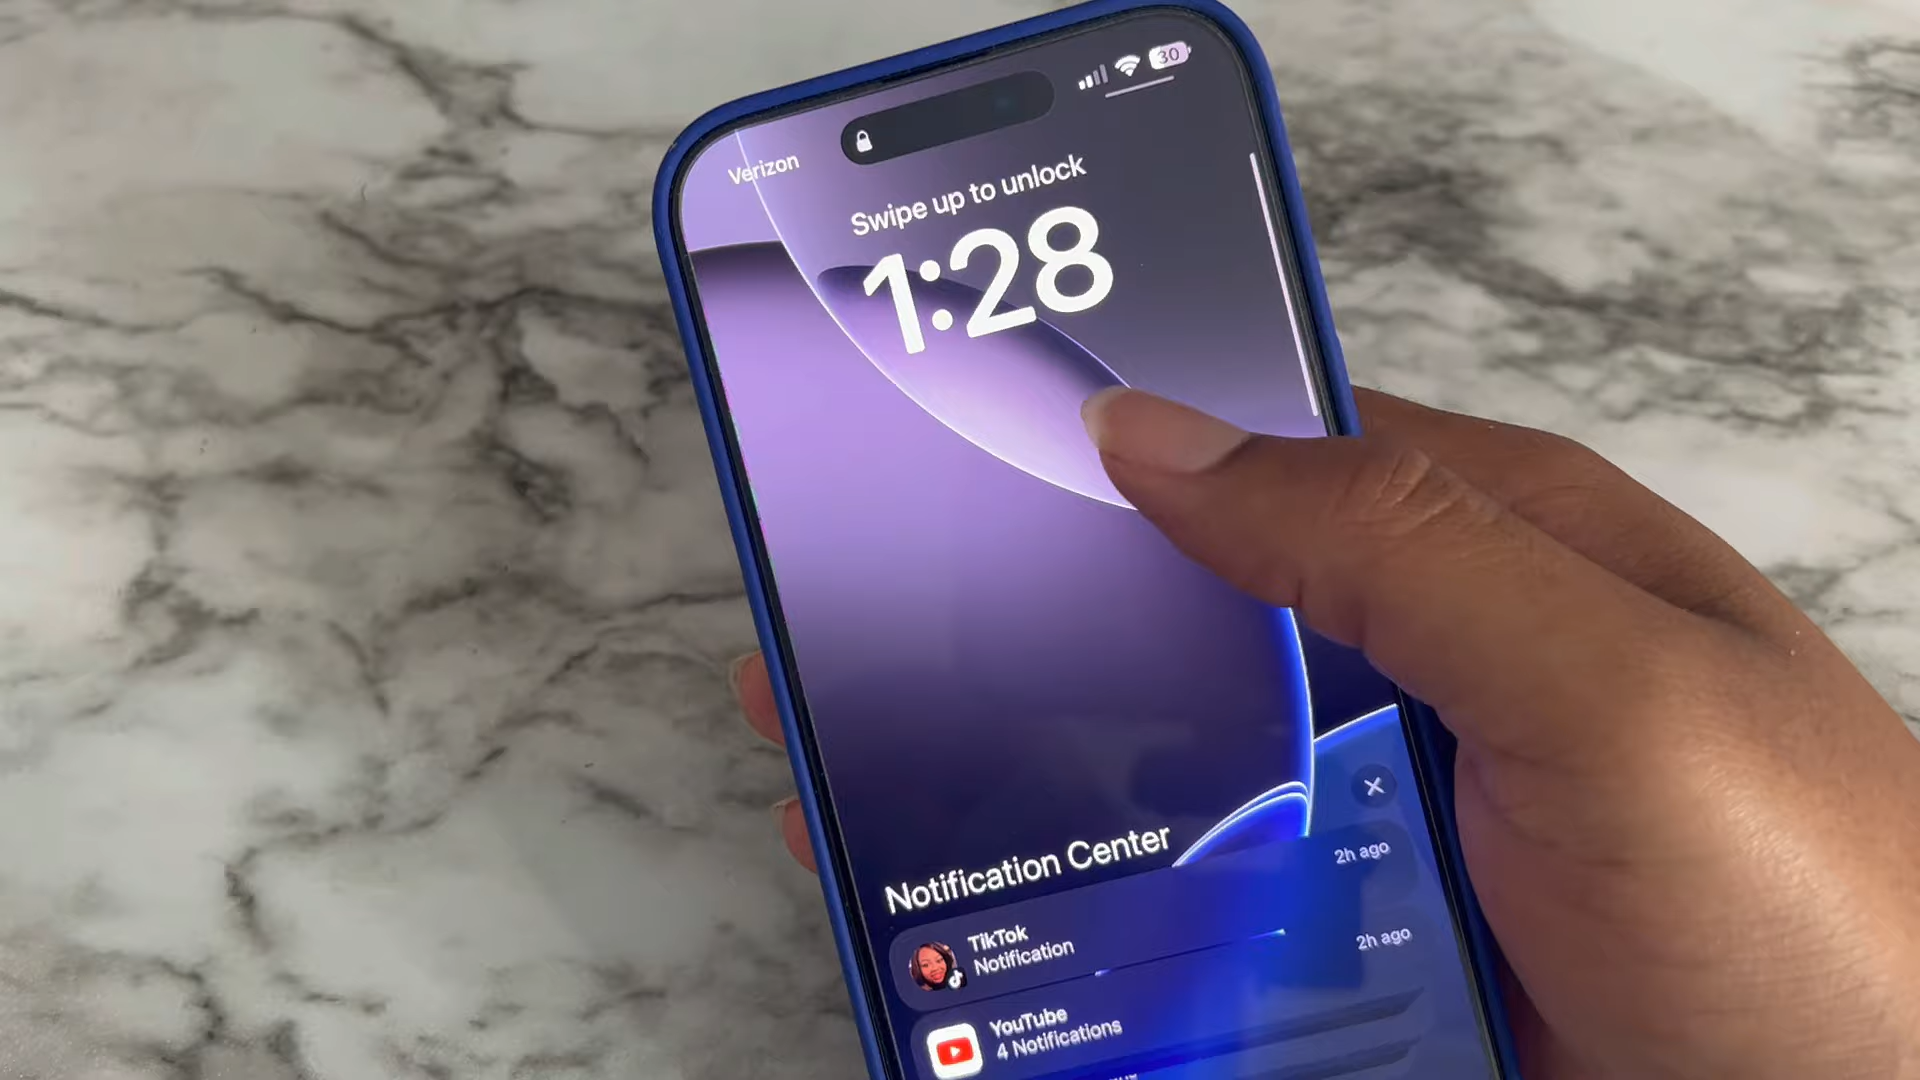 Verizon
30
Swipe up to unlock
1:28
Notification Center
TikTok
2h ago
Notification
YouTube
2h ago
4 Notifications